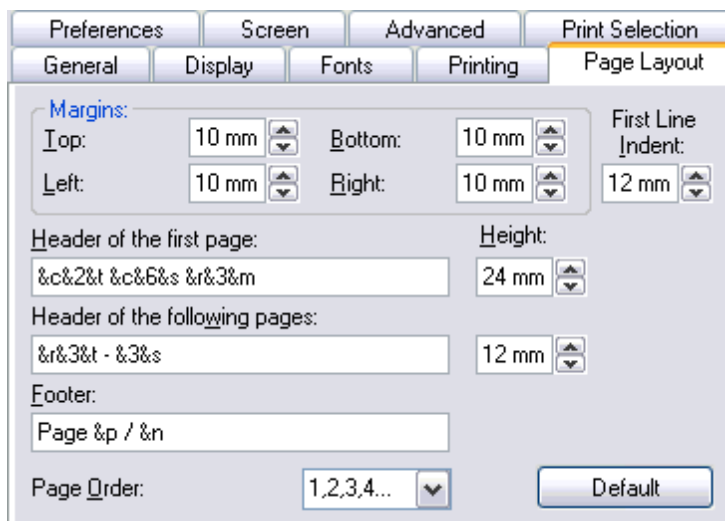 Preferences Screen Advanced Print Selection
General Display Fonts Printing Page Layout
Margins:
Top: 10 mm Bottom: 10 mm
Left: 10 mm Right: 10 mm
First Line
Indent:
12 mm
Header of the first page: Height:
&c&2&t &c&6&s &r&3&m 24 mm
Header of the following pages:
&r&3&t - &3&s 12 mm
Footer:
Page &p / &n
Page Order: 1,2,3,4... Default